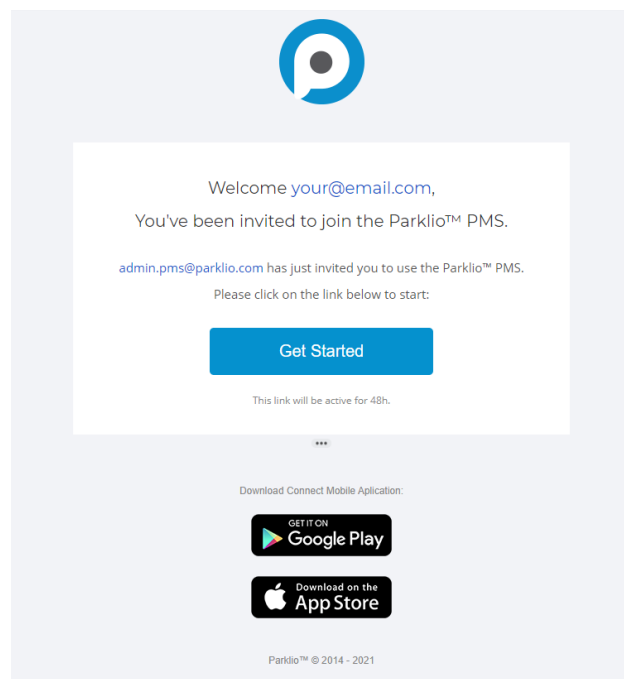 Welcome your@email.com,
You've been invited to join the Parklio™ PMS.
admin.pms@parklio.com has just invited you to use the Parklio™ PMS.
Please click on the link below to start:
Get Started
This link will be active for 48h.
Download Connect Mobile Aplication:
GET IT ON
Google Play
Download on the
App Store
Parklio™ © 2014 - 2021